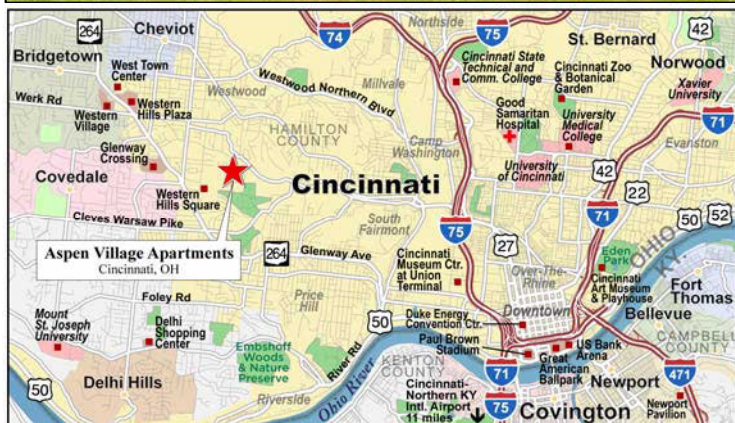 264
Cheviot
74
Northside
75
St. Bernard
42
Bridgetown
West Town
Center
Cincinnati State
Technical and
Comm. College
Cincinnati Zoo
& Botanical
Garden
Norwood
Westwood Northern Blvd
Millvale
Xavier
University
Werk Rd
Westwood
Western
Hills Plaza
Western
Village
Good
Samaritan
Hospital
University
Medical
College
71
HAMILTON
COUNTY
Evanston
Glenway
Crossing
Camp
Washington
University
of Cincinnati
42
Covedale
Cincinnati
22
Western
Hills Square
71
50
52
Cleves Warsaw Pike
South
Fairmont
75
27
OHIO
KY.
Aspen Village Apartments
Cincinnati, OH
264
Glenway Ave
Cincinnati
Museum Ctr.
at Union
Terminal
Over-The-
Rhine
Eden
Park
Cincinnati
Art Museum
& Playhouse
Fort
Thomas
Foley Rd
Price
Hill
Downtown
Mount
St. Joseph
University
Delhi
Shopping
Center
50
Duke Energy
Convention Ctr.
Bellevue
Embshoff
Woods
& Nature
Preserve
River Rd
Paul Brown
Stadium
US Bank
Arena
CAMPBELL
COUNTY
KENTON
COUNTY
Great
American
Ballpark
71
471
50
Delhi Hills
Riverside
Ohio River
Cincinnati-
Northern KY
Intl. Airport
11 miles
75
Covington
Newport
Newport
Pavilion